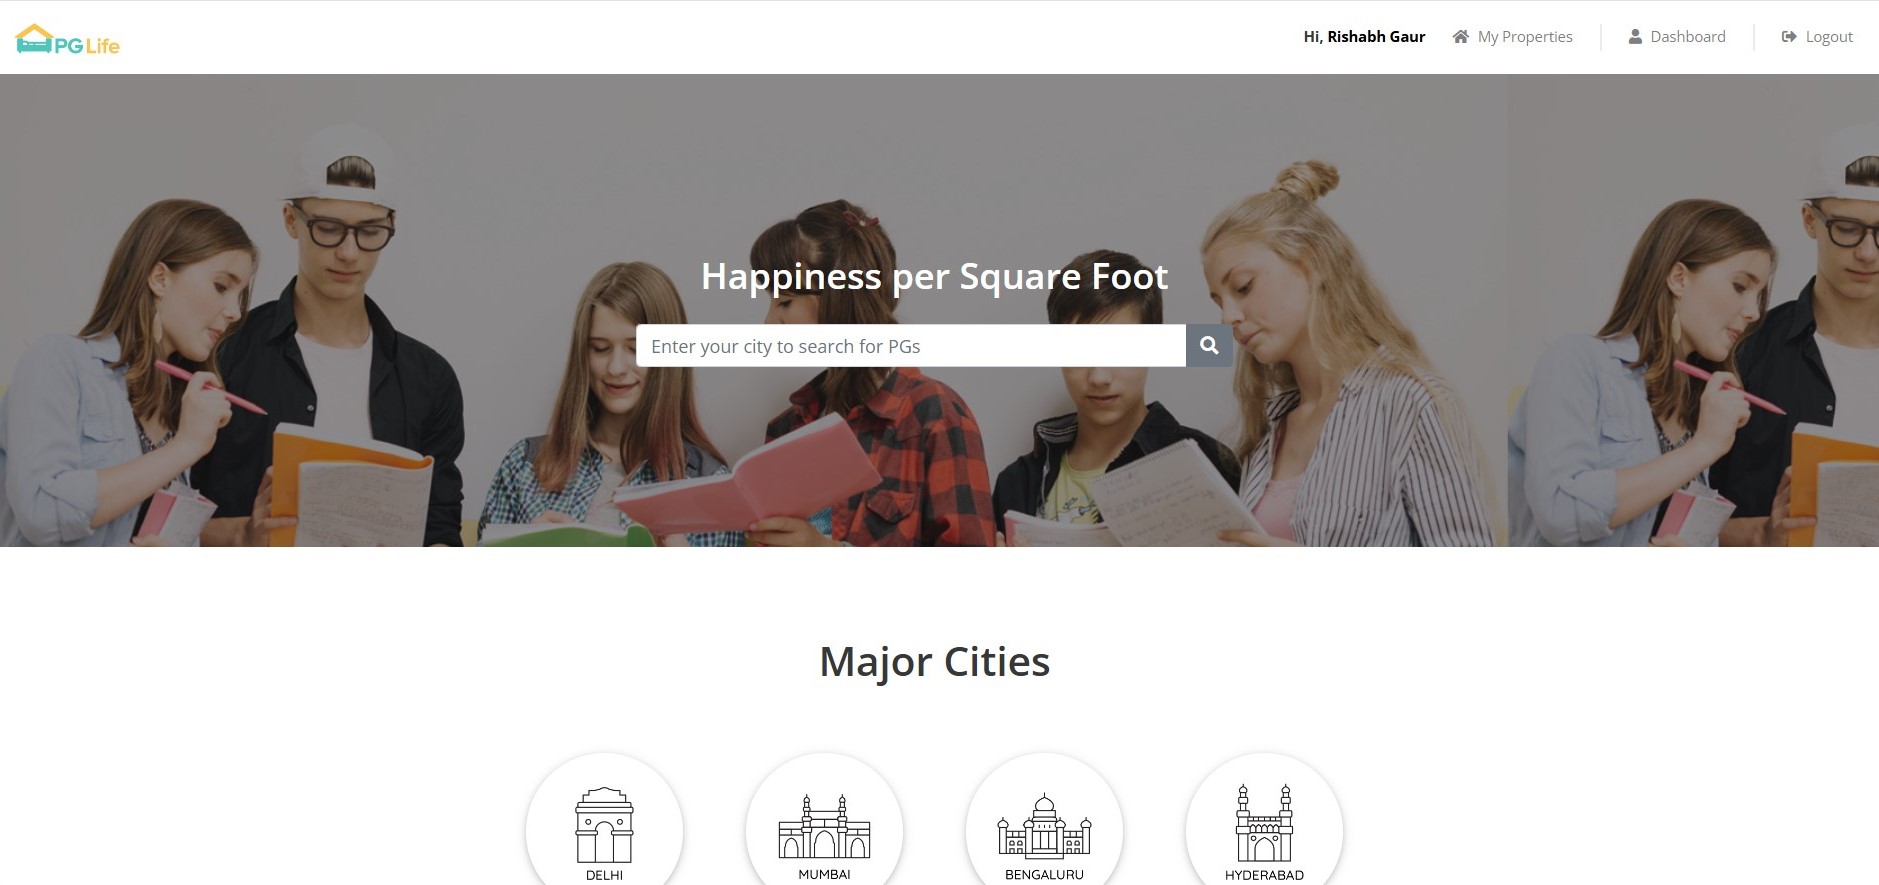 PG Life
Hi, Rishabh Gaur My Properties Dashboard Logout
Happiness per Square Foot
Enter your city to search for PGs
Major Cities
DELHI MUMBAI BENGALURU HYDERABAD